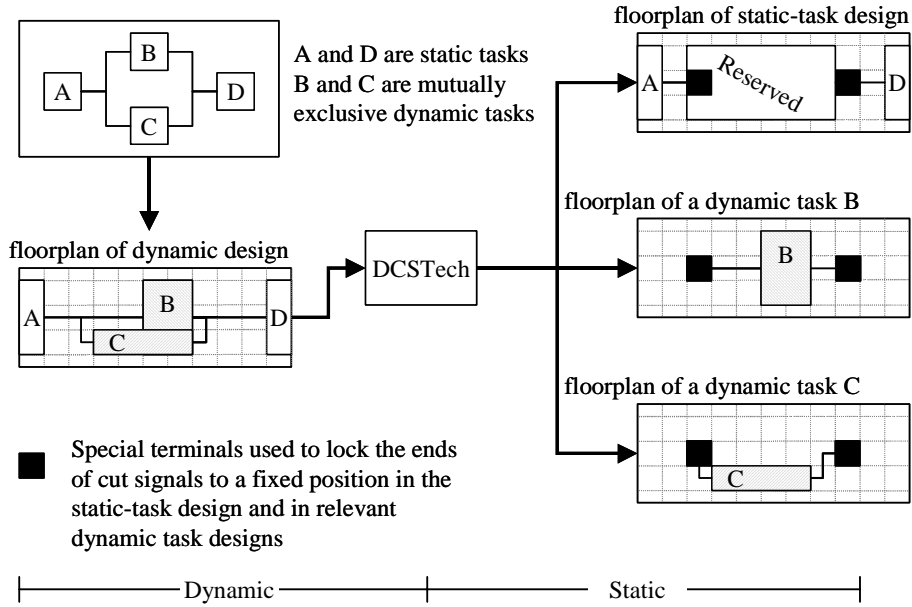 floorplan of static-task design
A
B
C
D
A and D are static tasks
B and C are mutually
exclusive dynamic tasks
A
Reserved
D
floorplan of dynamic design
A
B
C
D
DCSTech
floorplan of a dynamic task B
B
floorplan of a dynamic task C
C
Special terminals used to lock the ends
of cut signals to a fixed position in the
static-task design and in relevant
dynamic task designs
Dynamic
Static